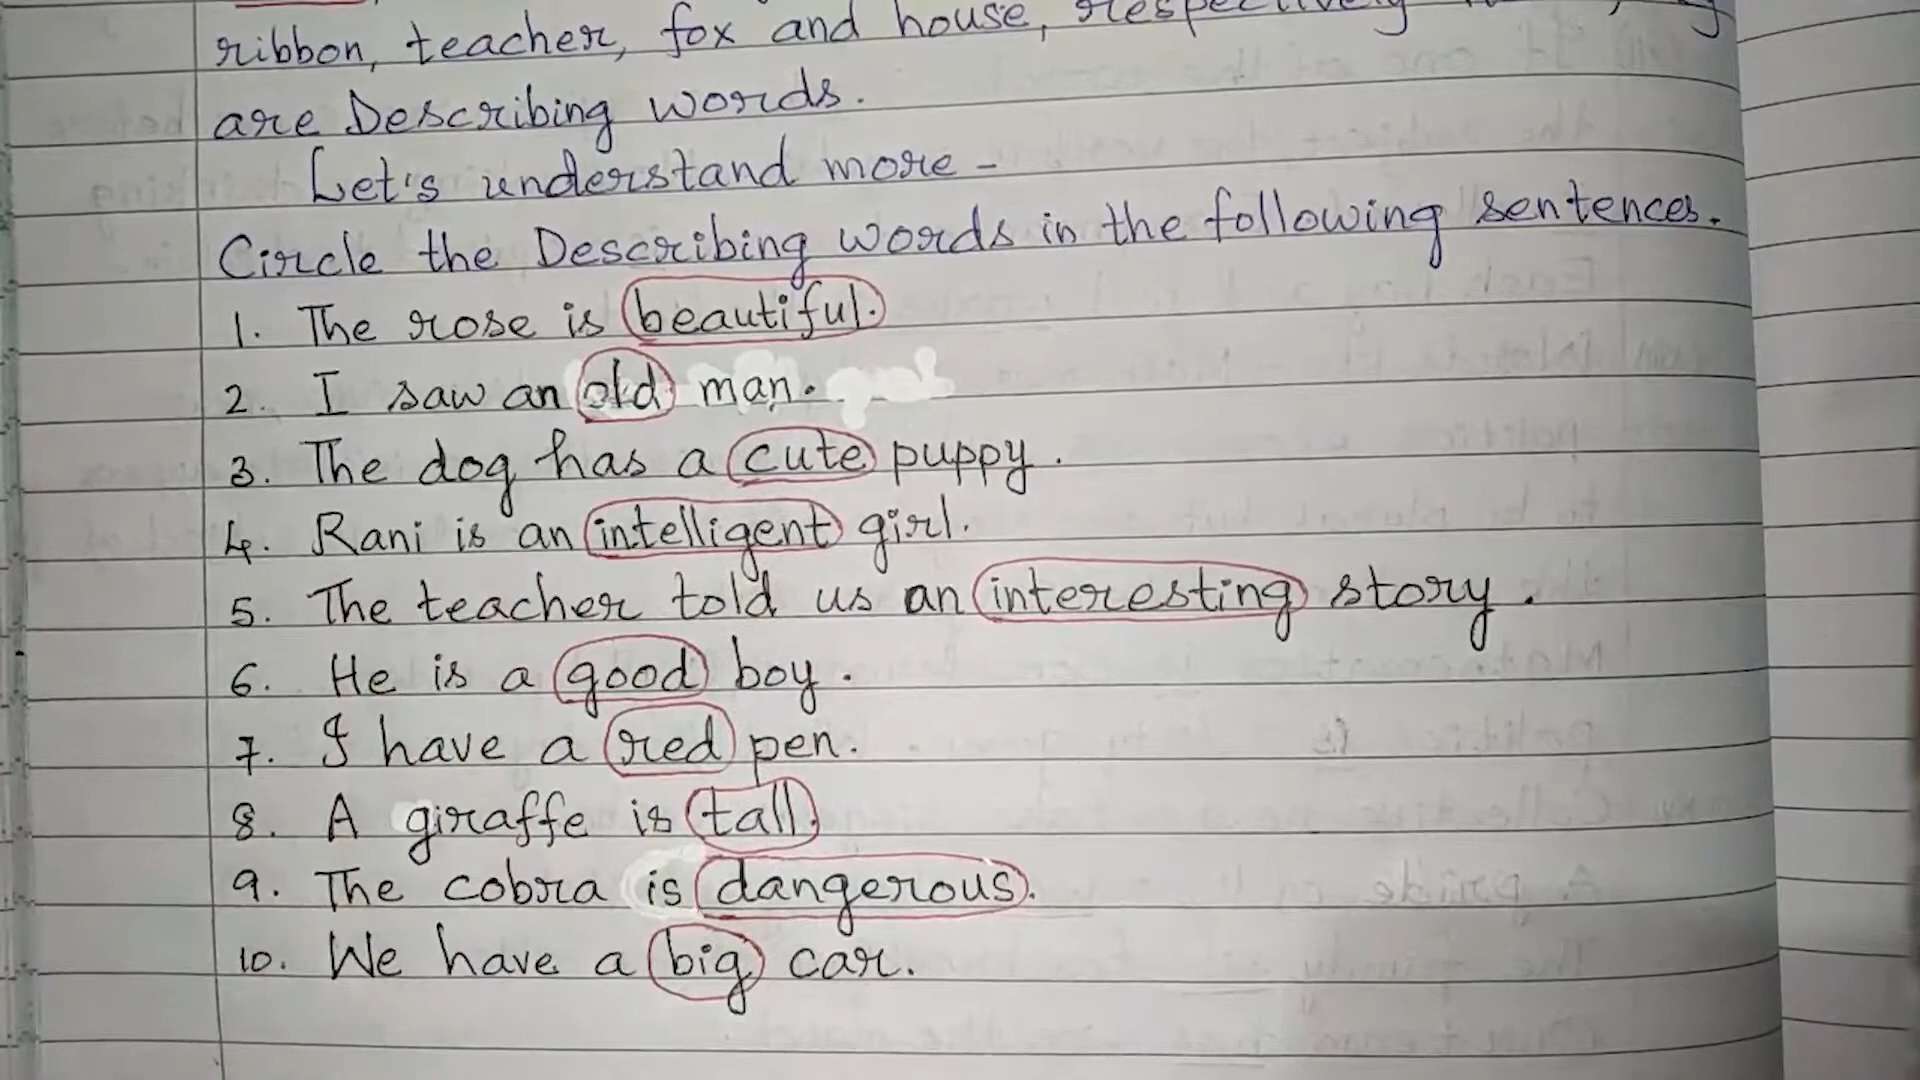 ribbon, teacher, fox and house, respectively
are Describing words.
Let's understand more -
Circle the Describing words in the following sentences.
1. The rose is beautiful.
2. I saw an old man.
3. The dog has a cute puppy.
4. Rani is an intelligent girl.
5. The teacher told us an interesting story.
6. He is a good boy.
7. I have a red pen.
8. A giraffe is tall.
9. The cobra is dangerous.
10. We have a big car.